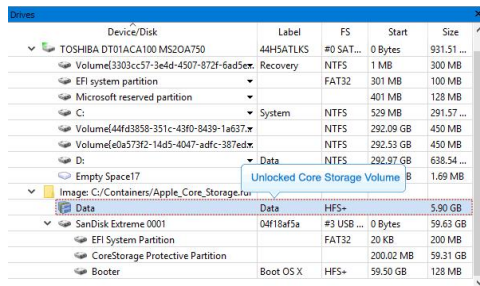 Drives
Device/Disk Label FS Start Size
TOSHIBA DT01ACA100 MS2OA750 44H5ATLKS #0 SAT... 0 Bytes 931.51 ...
Volume{3303cc57-3e4d-4507-872f-6ad5e... Recovery NTFS 1 MB 300 MB
EFI system partition FAT32 301 MB 100 MB
Microsoft reserved partition 401 MB 128 MB
C: System NTFS 529 MB 291.57 ...
Volume{44fd3858-351c-43f0-8439-1a637... NTFS 292.09 GB 450 MB
Volume{e0a573f2-14d5-4047-adfc-387ed... NTFS 292.53 GB 450 MB
D: Data NTFS 292.97 GB 638.54 ...
Empty Space17 B 1.69 MB
Unlocked Core Storage Volume
Image: C:/Containers/Apple_Core_Storage.rdr
Data Data HFS+ 5.90 GB
SanDisk Extreme 0001 04f18af5a #3 USB ... 0 Bytes 59.63 GB
EFI System Partition FAT32 20 KB 200 MB
CoreStorage Protective Partition 200.02 MB 59.31 GB
Booter Boot OS X HFS+ 59.50 GB 128 MB